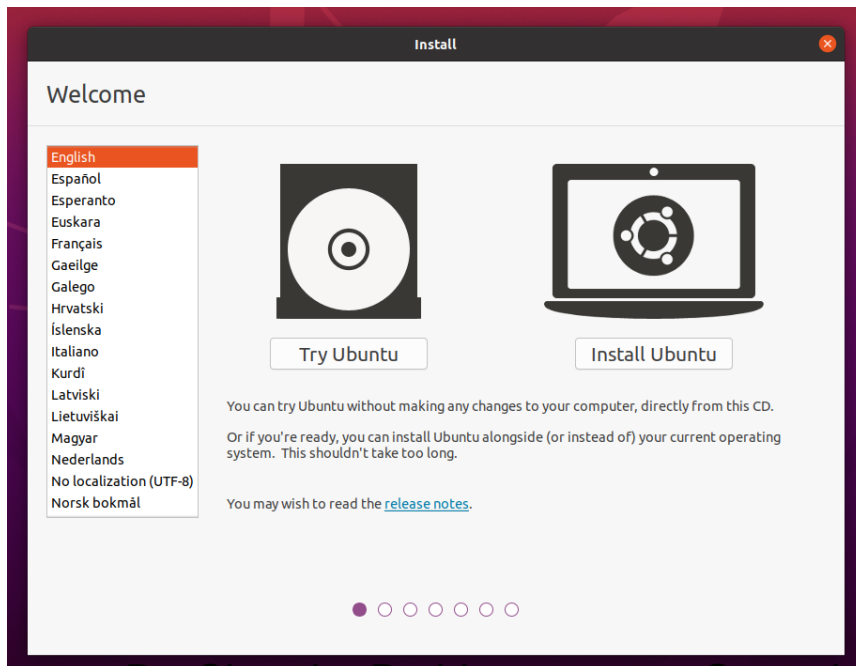 Install
Welcome
English
Español
Esperanto
Euskara
Français
Gaeilge
Galego
Hrvatski
Íslenska
Italiano
Kurdî
Latviski
Lietuviškai
Magyar
Nederlands
No localization (UTF-8)
Norsk bokmål
Try Ubuntu
Install Ubuntu
You can try Ubuntu without making any changes to your computer, directly from this CD.
Or if you're ready, you can install Ubuntu alongside (or instead of) your current operating
system. This shouldn't take too long.
You may wish to read the release notes.